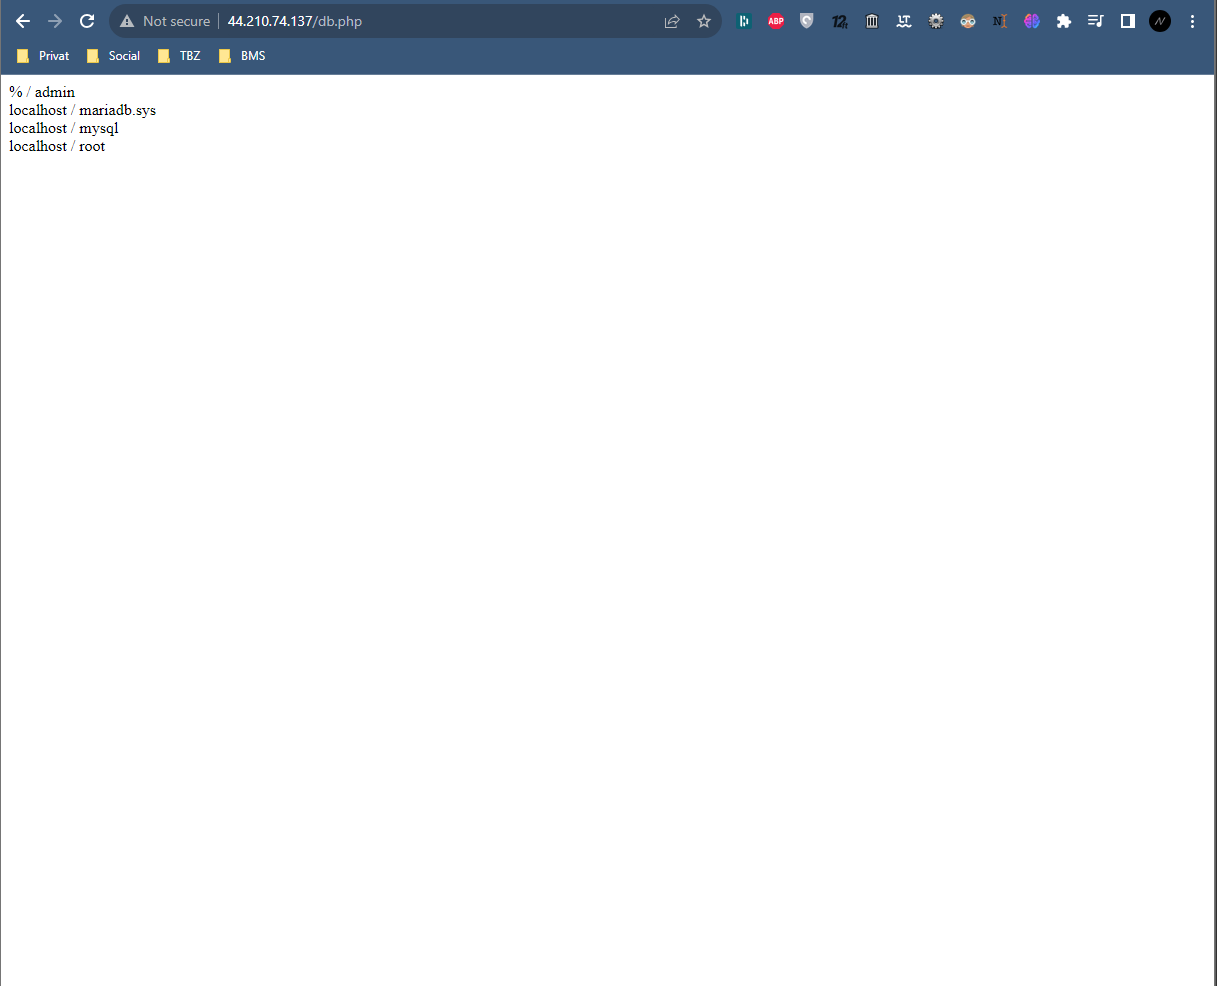 Not secure 44.210.74.137/db.php
ABP
Privat Social TBZ BMS
% / admin
localhost / mariadb.sys
localhost / mysql
localhost / root